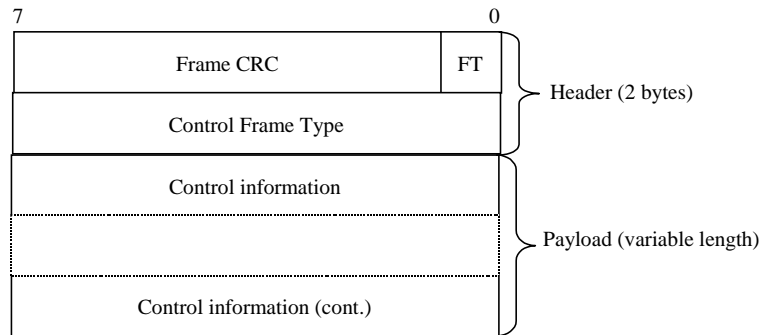 7 0
Frame CRC FT
Header (2 bytes)
Control Frame Type
Control information
Payload (variable length)
Control information (cont.)